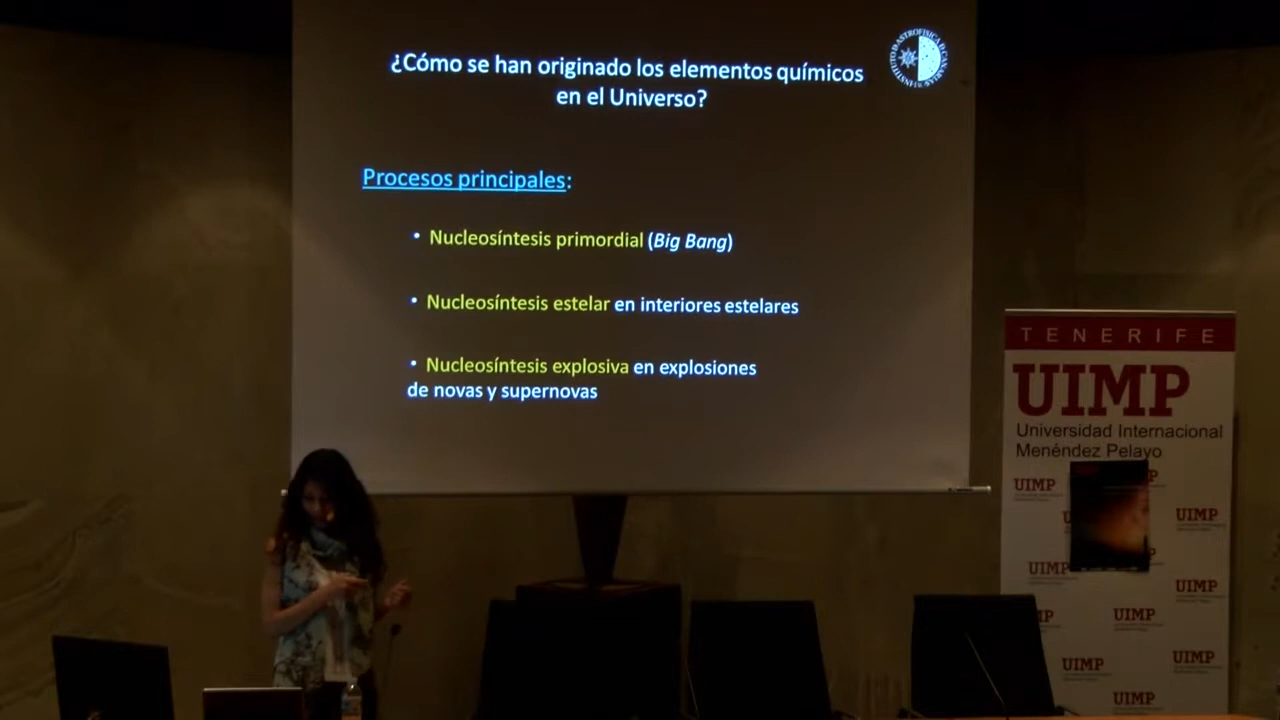 ¿Cómo se han originado los elementos químicos
en el Universo?
Procesos principales:
• Nucleosíntesis primordial (Big Bang)
• Nucleosíntesis estelar en interiores estelares
• Nucleosíntesis explosiva en explosiones
de novas y supernovas
TENERIFE
UIMP
Universidad Internacional
Menéndez Pelayo
UIMP
UIMP
UIMP
UIMP
UIMP
UIMP
UIMP
UIMP